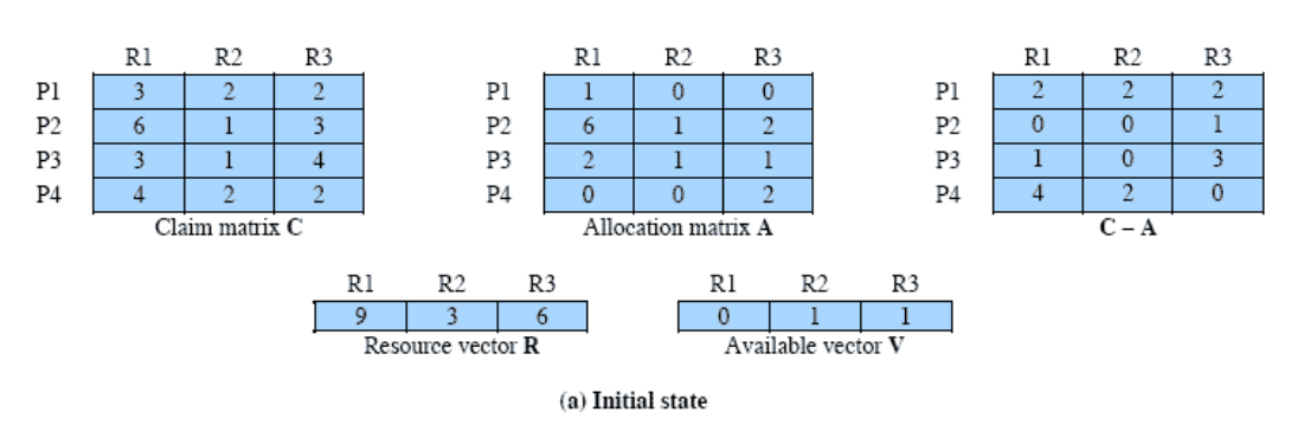 R1 R2 R3 R1 R2 R3 R1 R2 R3
P1 3 2 2 P1 1 0 0 P1 2 2 2
P2 6 1 3 P2 6 1 2 P2 0 0 1
P3 3 1 4 P3 2 1 1 P3 1 0 3
P4 4 2 2 P4 0 0 2 P4 4 2 0
Claim matrix C Allocation matrix A C – A
R1 R2 R3 R1 R2 R3
9 3 6 0 1 1
Resource vector R Available vector V
(a) Initial state